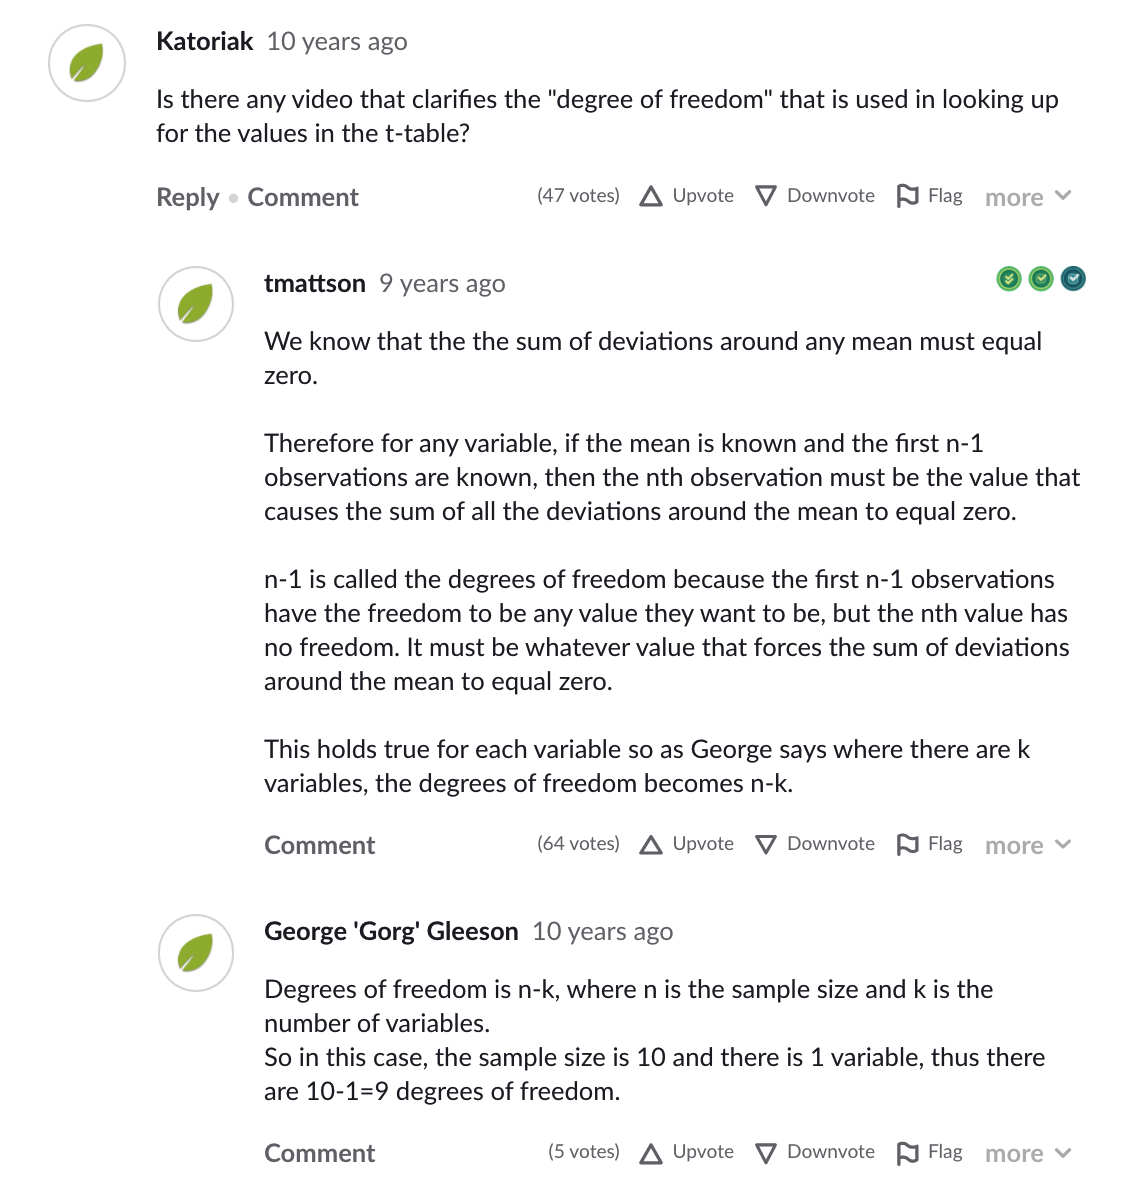 Katoriak 10 years ago
Is there any video that clarifies the "degree of freedom" that is used in looking up
for the values in the t-table?
Reply • Comment (47 votes) Upvote Downvote Flag more
tmattson 9 years ago
We know that the the sum of deviations around any mean must equal
zero.
Therefore for any variable, if the mean is known and the first n-1
observations are known, then the nth observation must be the value that
causes the sum of all the deviations around the mean to equal zero.
n-1 is called the degrees of freedom because the first n-1 observations
have the freedom to be any value they want to be, but the nth value has
no freedom. It must be whatever value that forces the sum of deviations
around the mean to equal zero.
This holds true for each variable so as George says where there are k
variables, the degrees of freedom becomes n-k.
Comment (64 votes) Upvote Downvote Flag more
George 'Gorg' Gleeson 10 years ago
Degrees of freedom is n-k, where n is the sample size and k is the
number of variables.
So in this case, the sample size is 10 and there is 1 variable, thus there
are 10-1=9 degrees of freedom.
Comment (5 votes) Upvote Downvote Flag more